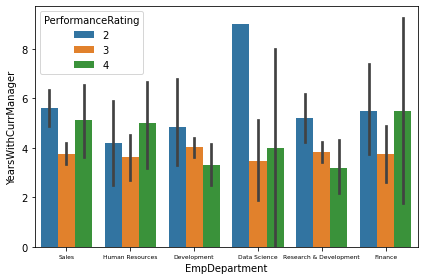 PerformanceRating
2
3
4
YearsWithCurrManager
8
6
4
2
0
Sales Human Resources Development Data Science Research & Development Finance
EmpDepartment